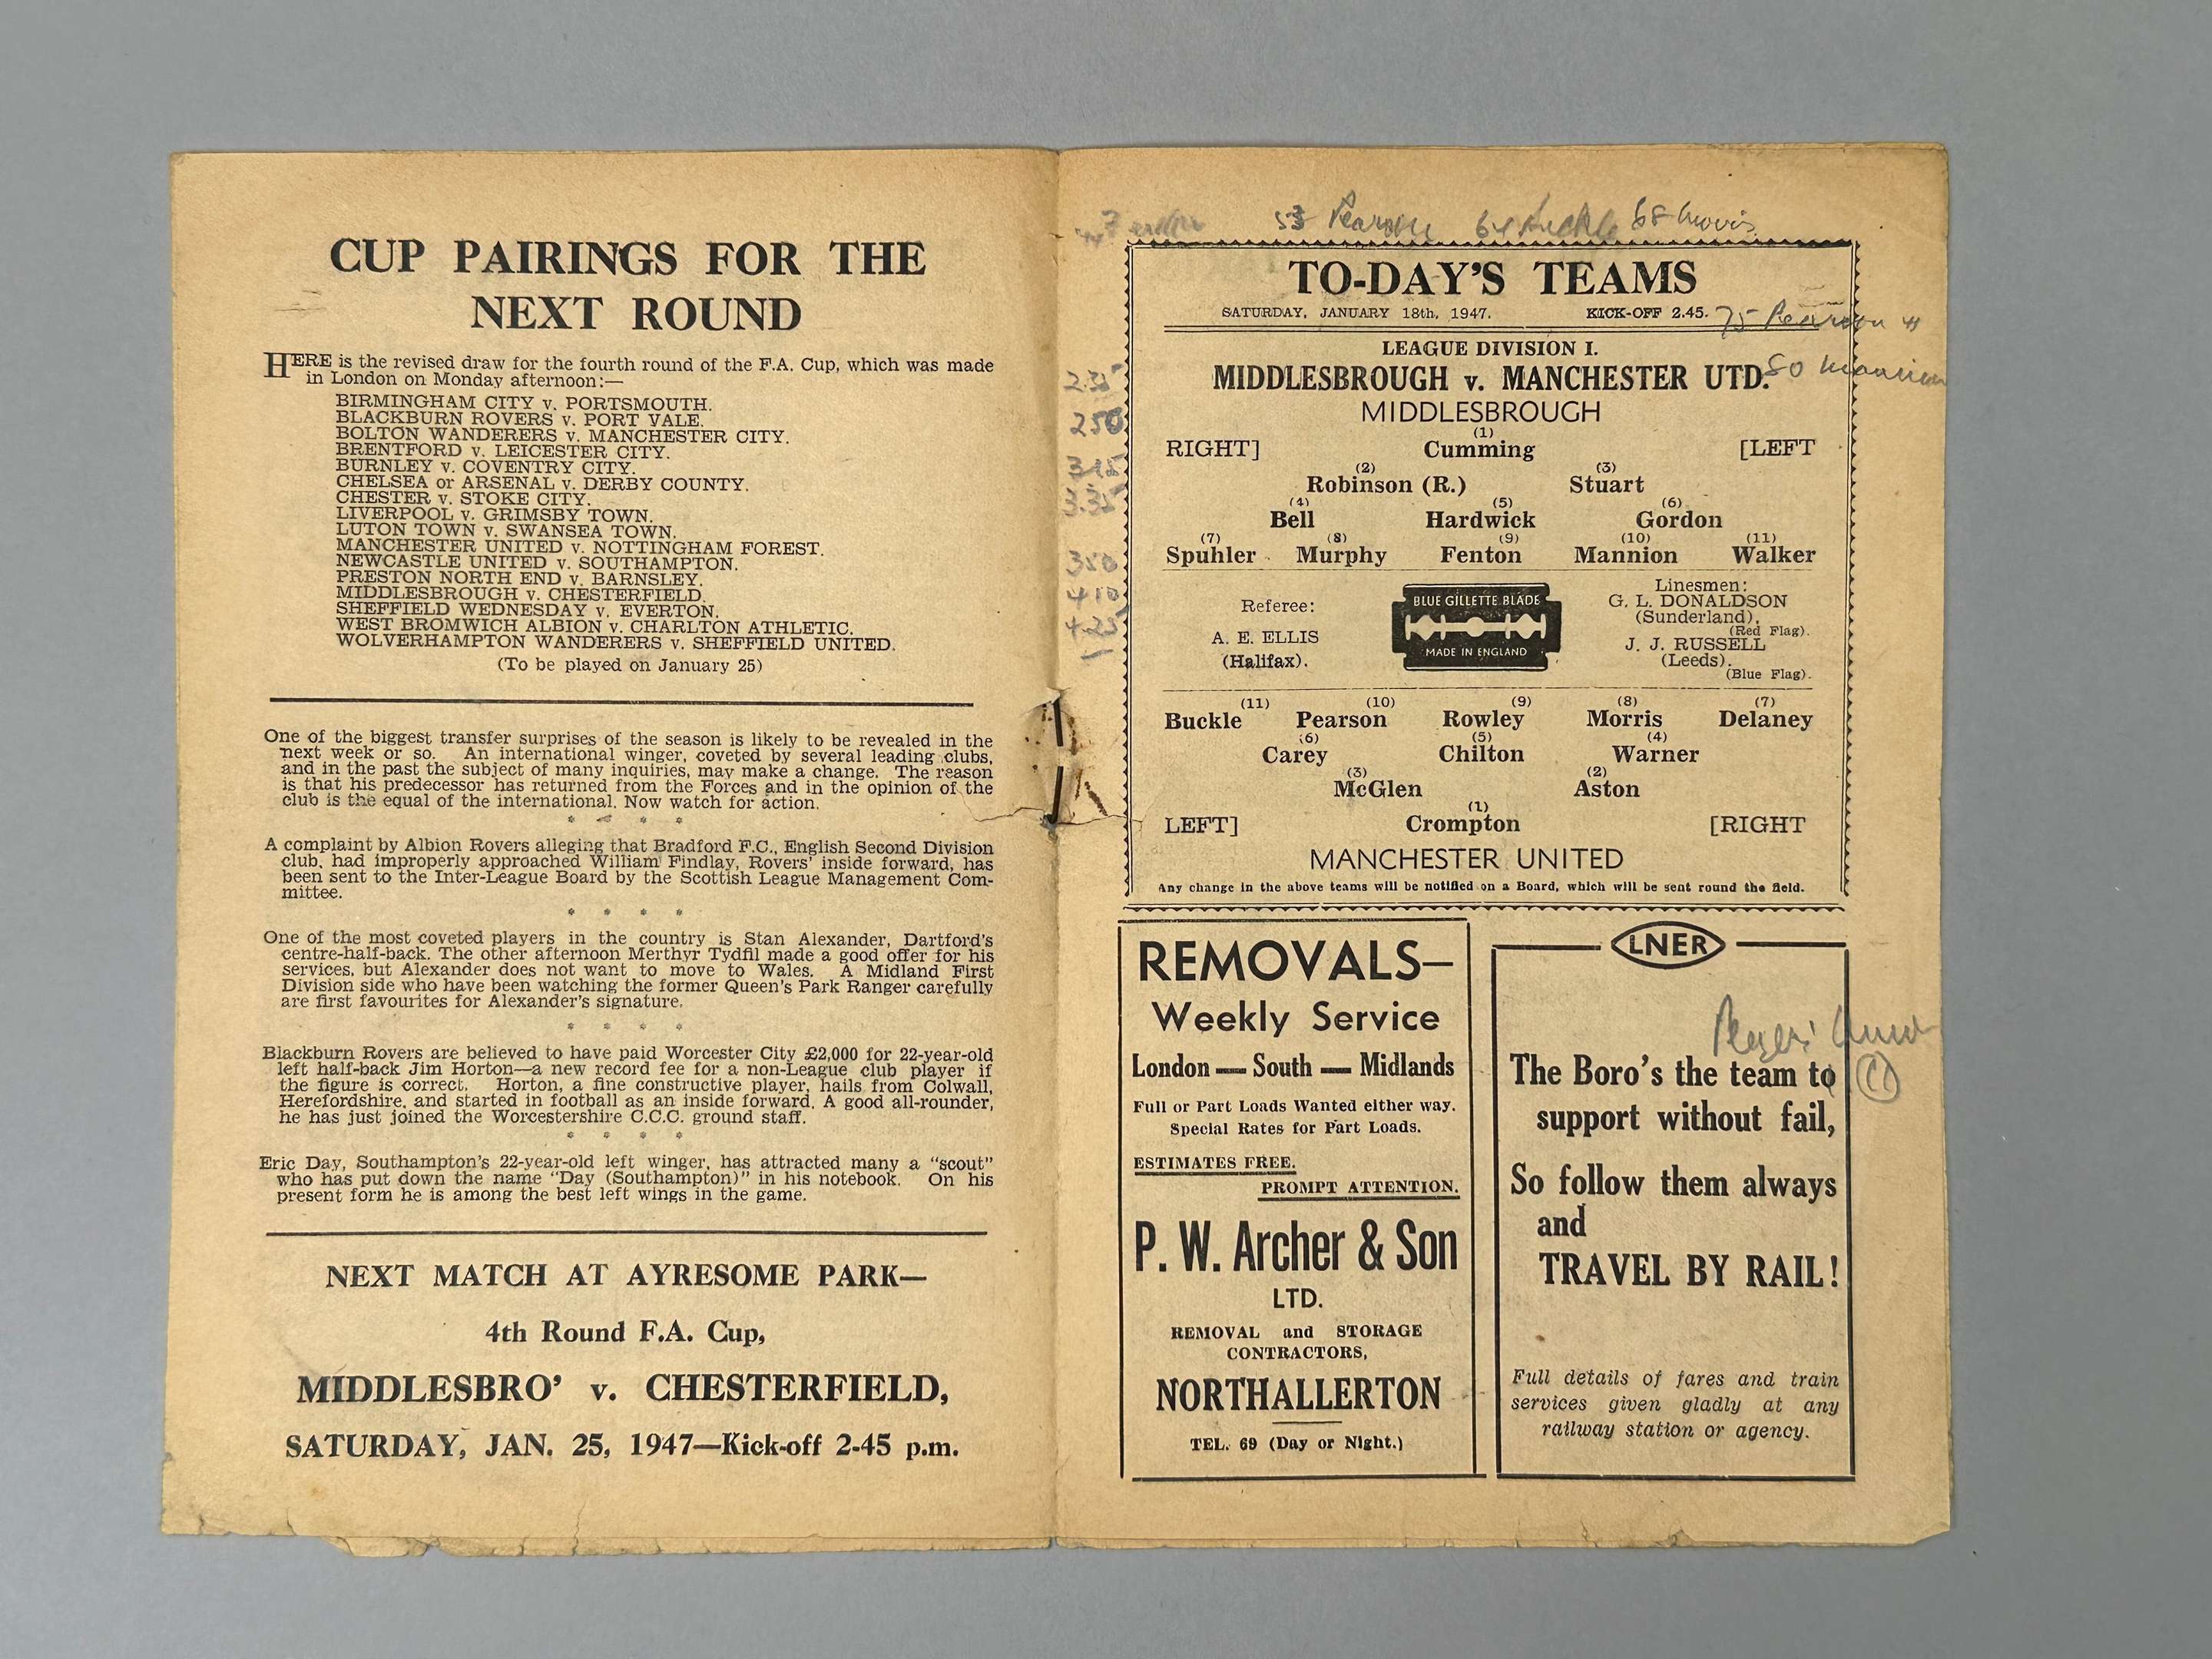 CUP PAIRINGS FOR THE
NEXT ROUND
HERE is the revised draw for the fourth round of the F.A. Cup, which was made
in London on Monday afternoon:—
BIRMINGHAM CITY v. PORTSMOUTH.
BLACKBURN ROVERS v. PORT VALE.
BOLTON WANDERERS v. MANCHESTER CITY.
BRENTFORD v. LEICESTER CITY.
BURNLEY v. COVENTRY CITY.
CHELSEA or ARSENAL v. DERBY COUNTY.
CHESTER v. STOKE CITY.
LIVERPOOL v. GRIMSBY TOWN.
LUTON TOWN v. SWANSEA TOWN.
MANCHESTER UNITED v. NOTTINGHAM FOREST.
NEWCASTLE UNITED v. SOUTHAMPTON.
PRESTON NORTH END v. BARNSLEY.
MIDDLESBROUGH v. CHESTERFIELD.
SHEFFIELD WEDNESDAY v. EVERTON.
WEST BROMWICH ALBION v. CHARLTON ATHLETIC.
WOLVERHAMPTON WANDERERS v. SHEFFIELD UNITED.
(To be played on January 25)
One of the biggest transfer surprises of the season is likely to be revealed in the
next week or so. An international winger, coveted by several leading clubs,
and in the past the subject of many inquiries, may make a change. The reason
is that his predecessor has returned from the Forces and in the opinion of the
club is the equal of the international. Now watch for action.
* * * *
A complaint by Albion Rovers alleging that Bradford F.C., English Second Division
club, had improperly approached William Findlay, Rovers' inside forward, has
been sent to the Inter-League Board by the Scottish League Management Com-
mittee.
* * * *
One of the most coveted players in the country is Stan Alexander, Dartford's
centre-half-back. The other afternoon Merthyr Tydfil made a good offer for his
services, but Alexander does not want to move to Wales. A Midland First
Division side who have been watching the former Queen's Park Ranger carefully
are first favourites for Alexander's signature.
* * * *
Blackburn Rovers are believed to have paid Worcester City £2,000 for 22-year-old
left half-back Jim Horton—a new record fee for a non-League club player if
the figure is correct. Horton, a fine constructive player, hails from Colwall,
Herefordshire, and started in football as an inside forward. A good all-rounder,
he has just joined the Worcestershire C.C.C. ground staff.
* * * *
Eric Day, Southampton's 22-year-old left winger, has attracted many a "scout"
who has put down the name "Day (Southampton)" in his notebook. On his
present form he is among the best left wings in the game.
NEXT MATCH AT AYRESOME PARK—
4th Round F.A. Cup,
MIDDLESBRO' v. CHESTERFIELD,
SATURDAY, JAN. 25, 1947—Kick-off 2-45 p.m.
53 Pearson 64 Buckle 68 Morris
TO-DAY'S TEAMS
SATURDAY, JANUARY 18th, 1947. KICK-OFF 2.45.
75 Pearson 4
LEAGUE DIVISION I.
MIDDLESBROUGH v. MANCHESTER UTD.
80 Mannion
2.35
250
3.15
3.35
350
410
4.25
MIDDLESBROUGH
(1)
RIGHT] Cumming [LEFT
(2) (3)
Robinson (R.) Stuart
(4) (5) (6)
Bell Hardwick Gordon
(7) (8) (9) (10) (11)
Spuhler Murphy Fenton Mannion Walker
Referee:
A. E. ELLIS
(Halifax).
BLUE GILLETTE BLADE
MADE IN ENGLAND
Linesmen:
G. L. DONALDSON
(Sunderland).
(Red Flag).
J. J. RUSSELL
(Leeds).
(Blue Flag).
(11) (10) (9) (8) (7)
Buckle Pearson Rowley Morris Delaney
(6) (5) (4)
Carey Chilton Warner
(3) (2)
McGlen Aston
(1)
LEFT] Crompton [RIGHT
MANCHESTER UNITED
Any change in the above teams will be notified on a Board, which will be sent round the field.
REMOVALS—
Weekly Service
London — South — Midlands
Full or Part Loads Wanted either way.
Special Rates for Part Loads.
ESTIMATES FREE.
PROMPT ATTENTION.
P. W. Archer & Son
LTD.
REMOVAL and STORAGE
CONTRACTORS,
NORTHALLERTON
TEL. 69 (Day or Night.)
LNER
The Boro's the team to
support without fail,
So follow them always
and
TRAVEL BY RAIL!
Full details of fares and train
services given gladly at any
railway station or agency.